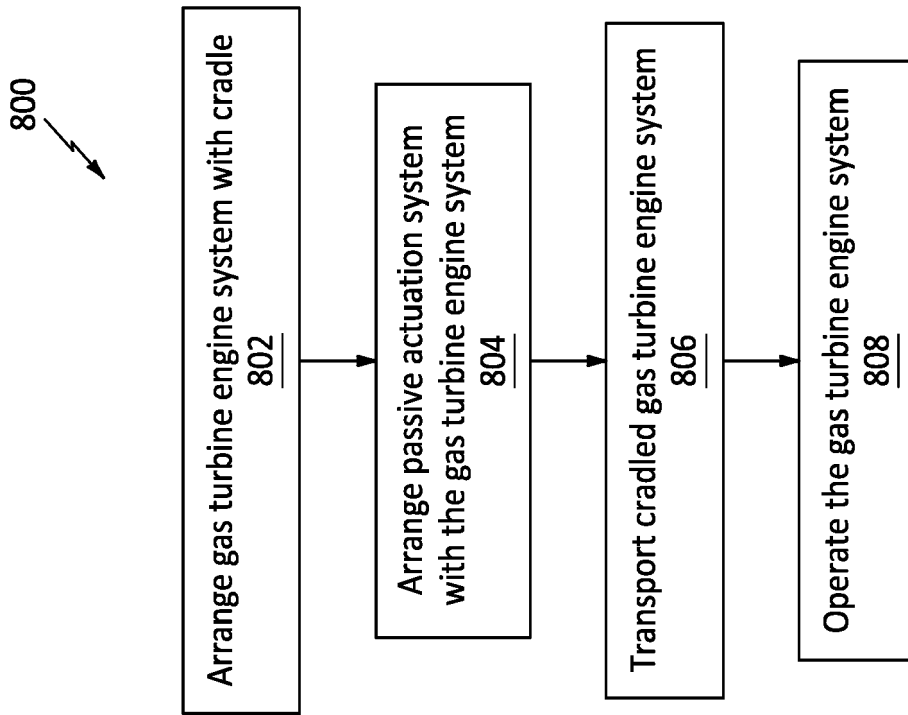 800
Arrange gas turbine engine system with cradle
802
Arrange passive actuation system
with the gas turbine engine system
804
Transport cradled gas turbine engine system
806
Operate the gas turbine engine system
808